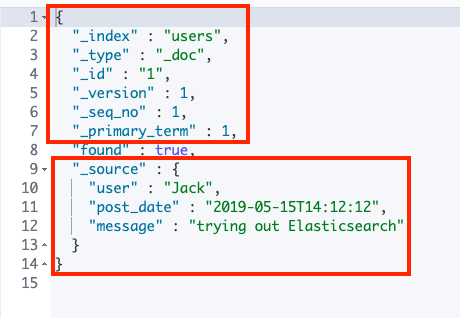 1 {
2 "_index" : "users",
3 "_type" : "_doc",
4 "_id" : "1",
5 "_version" : 1,
6 "_seq_no" : 1,
7 "_primary_term" : 1,
8 "found" : true,
9 "_source" : {
10 "user" : "Jack",
11 "post_date" : "2019-05-15T14:12:12",
12 "message" : "trying out Elasticsearch"
13 }
14 }
15